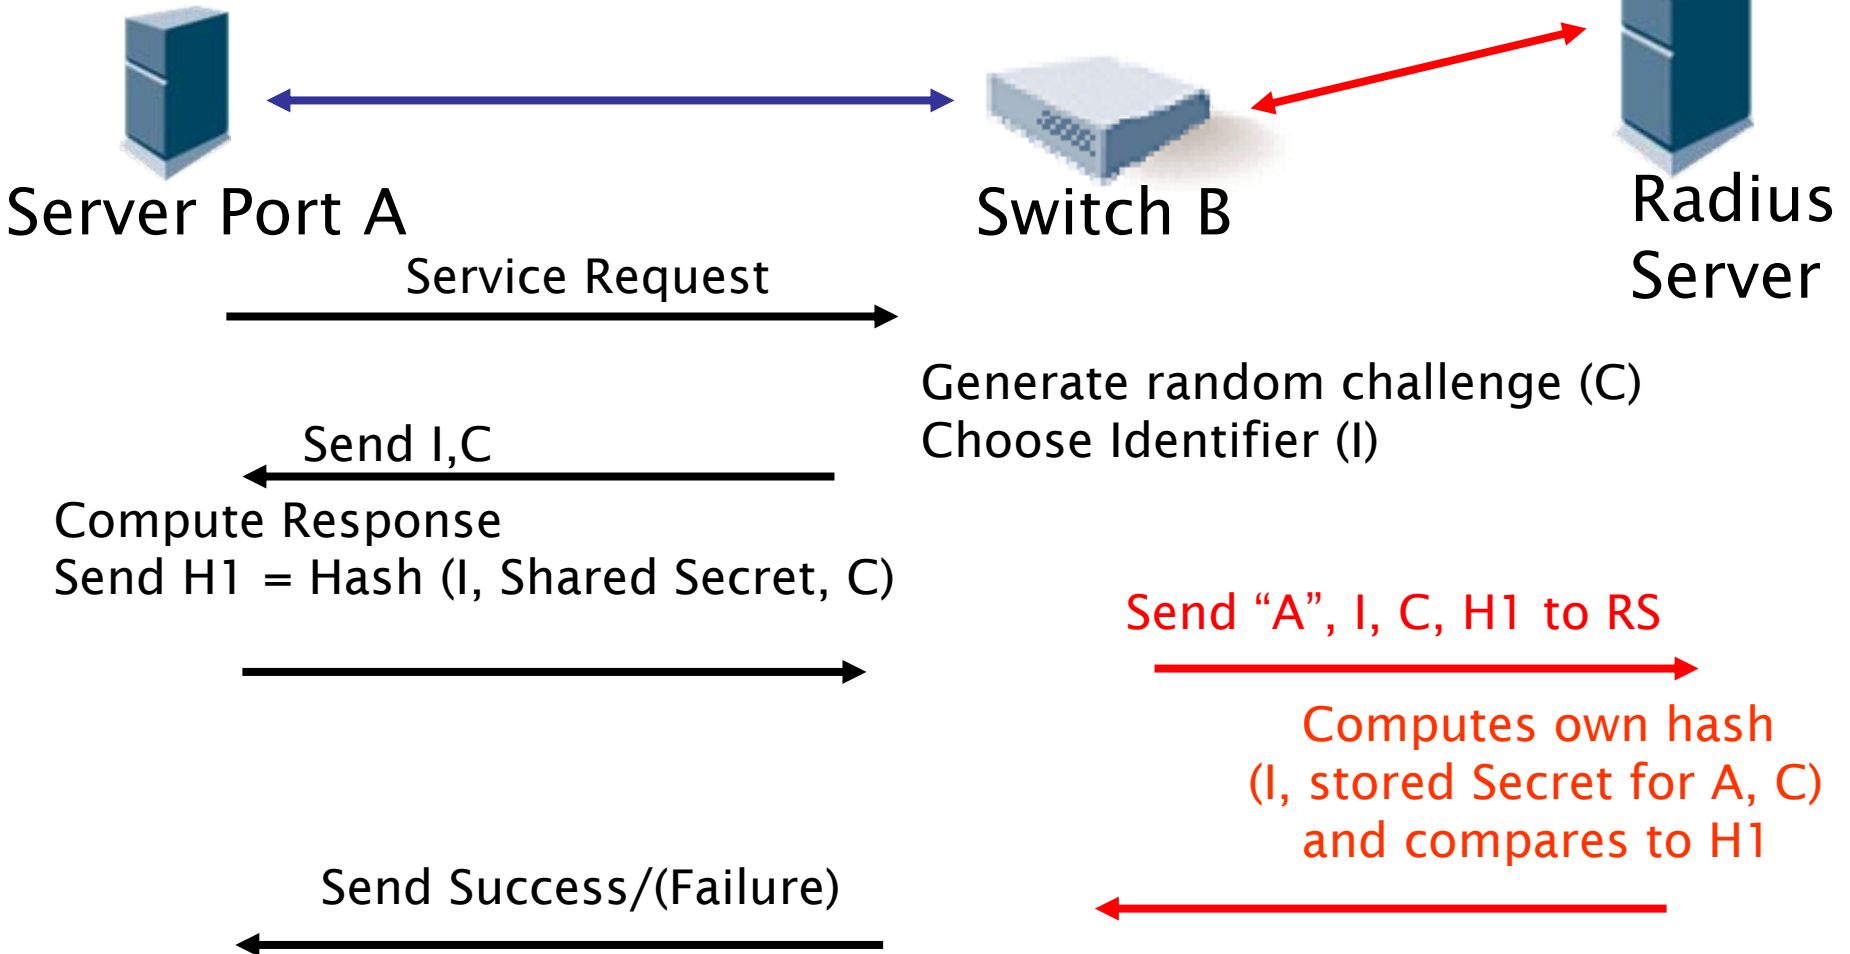 Server Port A
Switch B
Radius
Server
Service Request
Generate random challenge (C)
Choose Identifier (I)
Send I,C
Compute Response
Send H1 = Hash (I, Shared Secret, C)
Send “A”, I, C, H1 to RS
Computes own hash
(I, stored Secret for A, C)
and compares to H1
Send Success/(Failure)